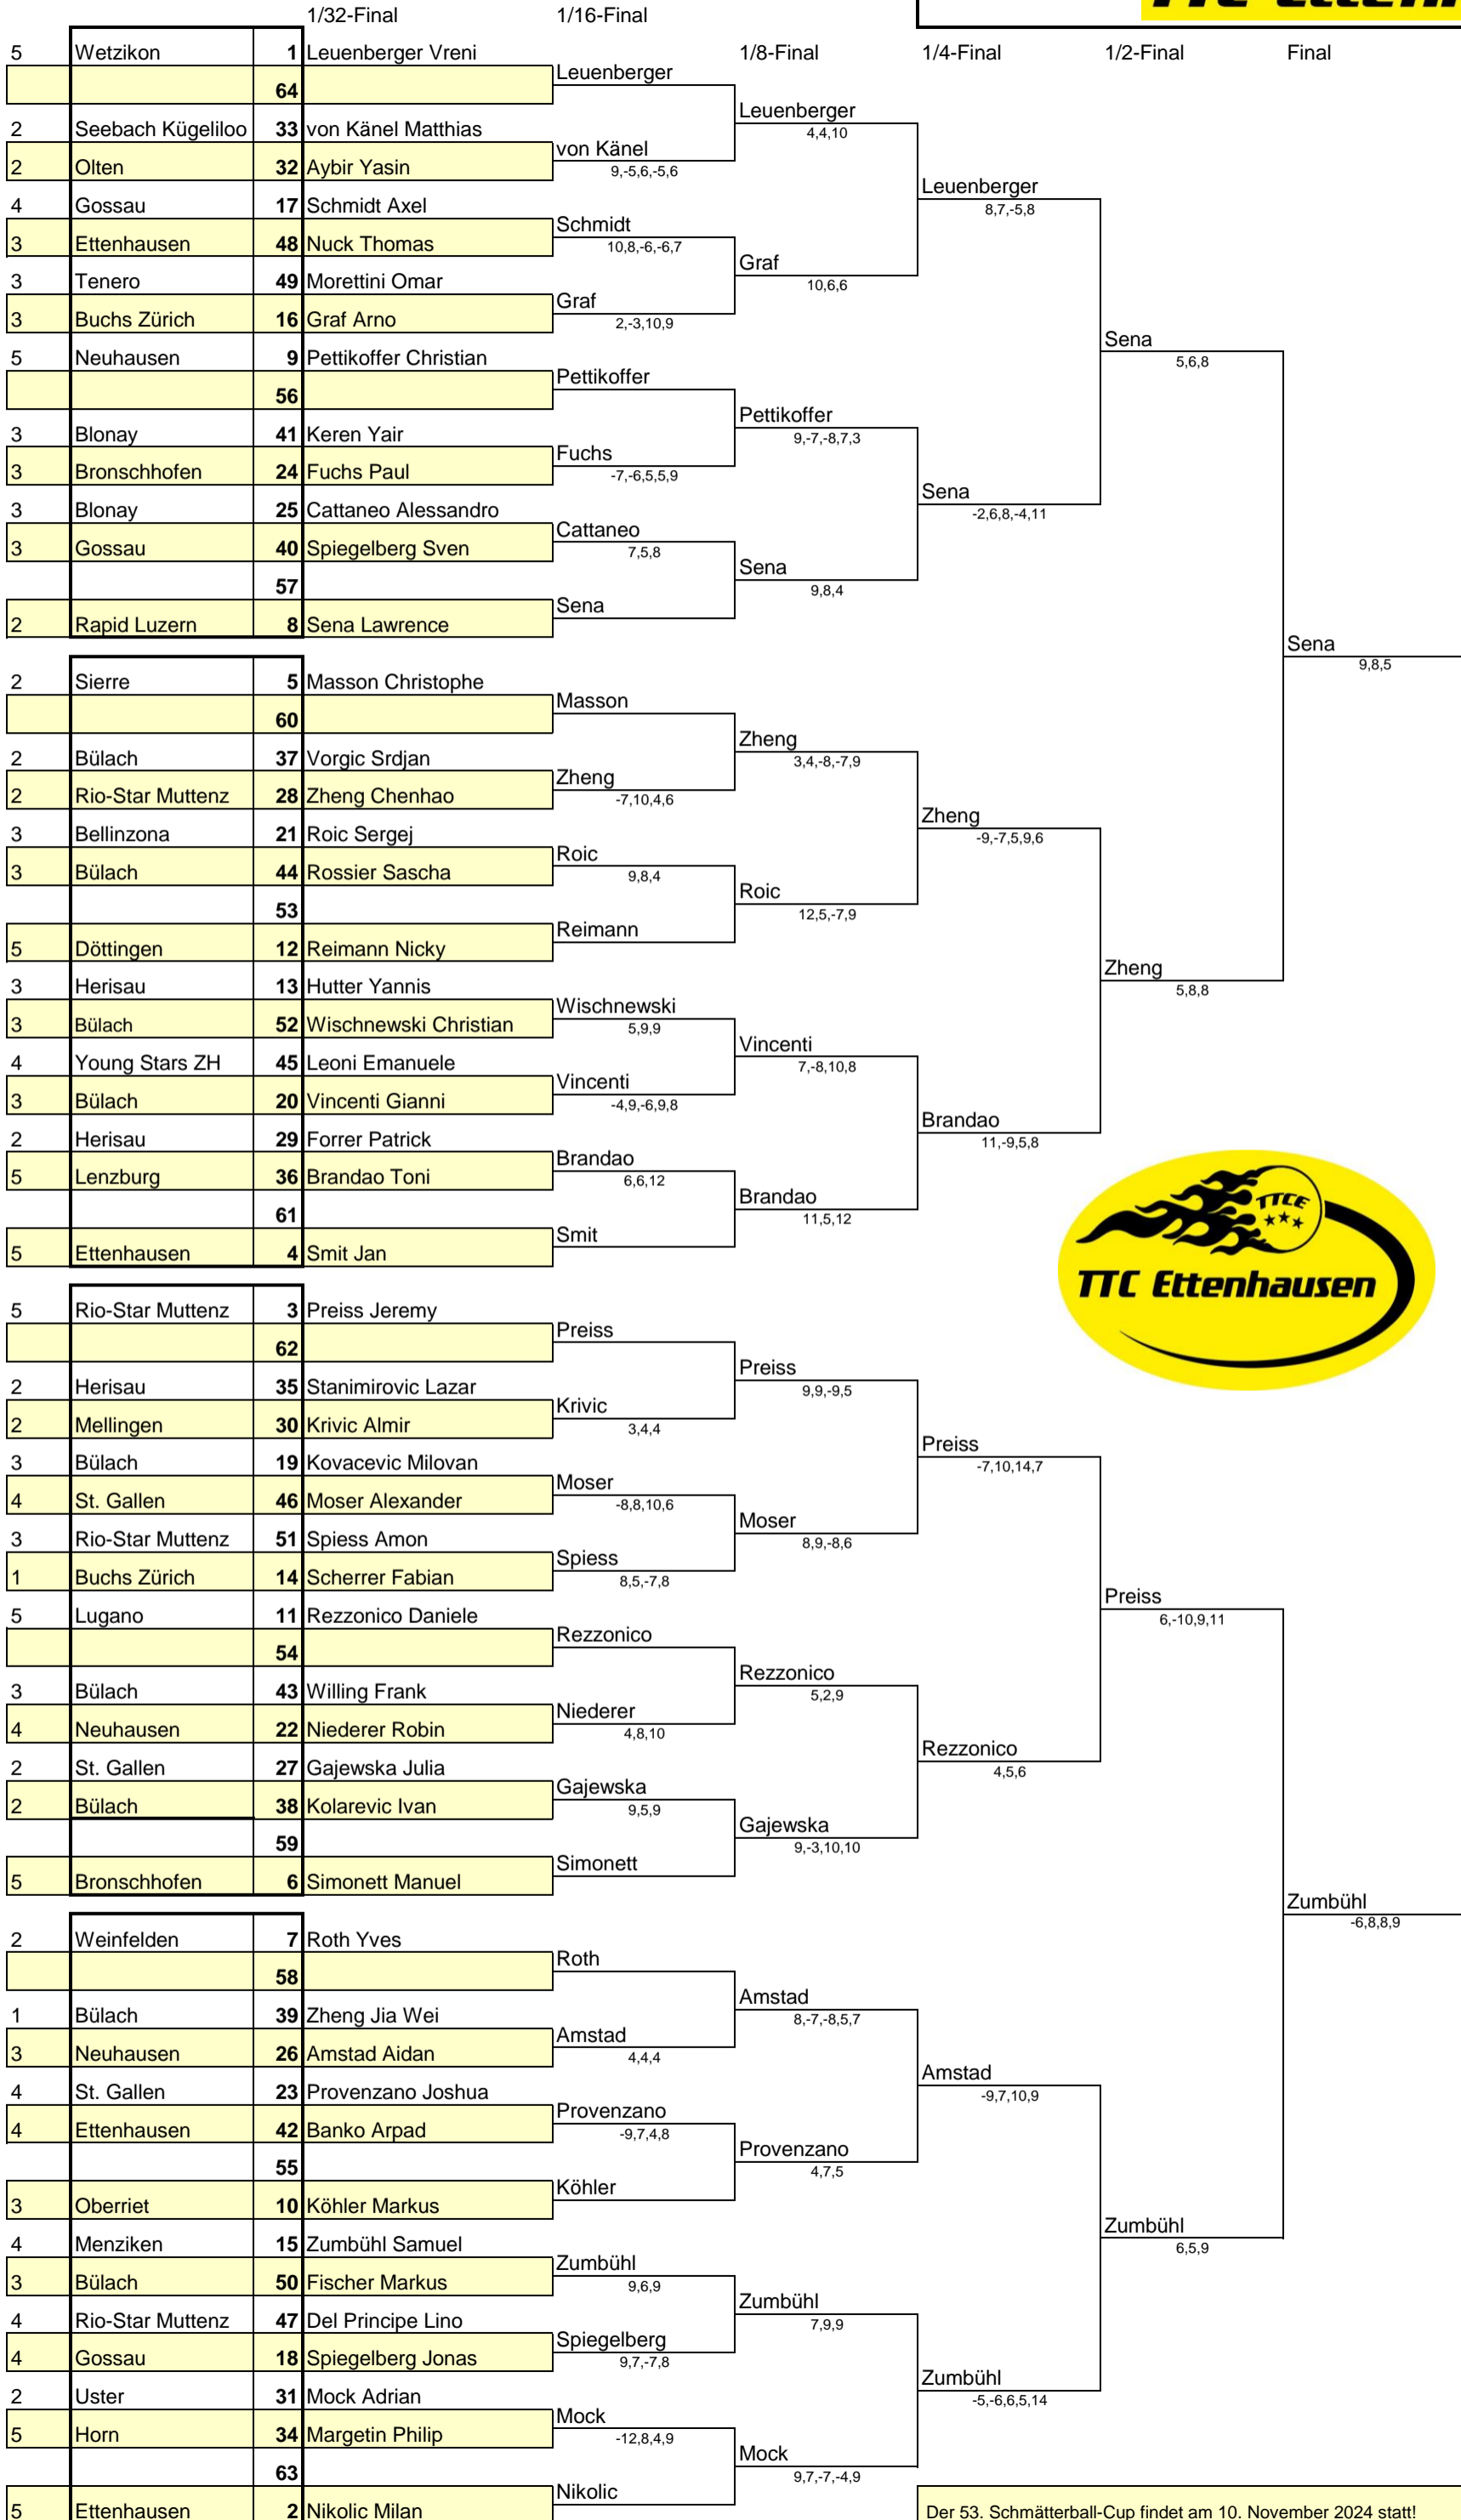 1/32-Final 1/16-Final
1/8-Final 1/4-Final 1/2-Final Final
5 Wetzikon 1 Leuenberger Vreni
Leuenberger
64
Leuenberger
4,4,10
2 Seebach Kügeliloo 33 von Känel Matthias
von Känel
9,-5,6,-5,6
2 Olten 32 Aybir Yasin
Leuenberger
8,7,-5,8
4 Gossau 17 Schmidt Axel
Schmidt
10,8,-6,-6,7
3 Ettenhausen 48 Nuck Thomas
Graf
10,6,6
3 Tenero 49 Morettini Omar
Graf
2,-3,10,9
3 Buchs Zürich 16 Graf Arno
Sena
5,6,8
5 Neuhausen 9 Pettikoffer Christian
Pettikoffer
56
Pettikoffer
9,-7,-8,7,3
3 Blonay 41 Keren Yair
Fuchs
-7,-6,5,5,9
3 Bronschhofen 24 Fuchs Paul
Sena
-2,6,8,-4,11
3 Blonay 25 Cattaneo Alessandro
Cattaneo
7,5,8
3 Gossau 40 Spiegelberg Sven
Sena
9,8,4
57
Sena
2 Rapid Luzern 8 Sena Lawrence
Sena
9,8,5
2 Sierre 5 Masson Christophe
Masson
60
Zheng
3,4,-8,-7,9
2 Bülach 37 Vorgic Srdjan
Zheng
-7,10,4,6
2 Rio-Star Muttenz 28 Zheng Chenhao
Zheng
-9,-7,5,9,6
3 Bellinzona 21 Roic Sergej
Roic
9,8,4
3 Bülach 44 Rossier Sascha
Roic
12,5,-7,9
53
Reimann
5 Döttingen 12 Reimann Nicky
Zheng
5,8,8
3 Herisau 13 Hutter Yannis
Wischnewski
5,9,9
3 Bülach 52 Wischnewski Christian
Vincenti
7,-8,10,8
4 Young Stars ZH 45 Leoni Emanuele
Vincenti
-4,9,-6,9,8
3 Bülach 20 Vincenti Gianni
Brandao
11,-9,5,8
2 Herisau 29 Forrer Patrick
Brandao
6,6,12
5 Lenzburg 36 Brandao Toni
Brandao
11,5,12
61
Smit
5 Ettenhausen 4 Smit Jan
TTCE
TTC Ettenhausen
5 Rio-Star Muttenz 3 Preiss Jeremy
Preiss
62
Preiss
9,9,-9,5
2 Herisau 35 Stanimirovic Lazar
Krivic
3,4,4
2 Mellingen 30 Krivic Almir
Preiss
-7,10,14,7
3 Bülach 19 Kovacevic Milovan
Moser
-8,8,10,6
4 St. Gallen 46 Moser Alexander
Moser
8,9,-8,6
3 Rio-Star Muttenz 51 Spiess Amon
Spiess
8,5,-7,8
1 Buchs Zürich 14 Scherrer Fabian
Preiss
6,-10,9,11
5 Lugano 11 Rezzonico Daniele
Rezzonico
54
Rezzonico
5,2,9
3 Bülach 43 Willing Frank
Niederer
4,8,10
4 Neuhausen 22 Niederer Robin
Rezzonico
4,5,6
2 St. Gallen 27 Gajewska Julia
Gajewska
9,5,9
2 Bülach 38 Kolarevic Ivan
Gajewska
9,-3,10,10
59
Simonett
5 Bronschhofen 6 Simonett Manuel
Zumbühl
-6,8,8,9
2 Weinfelden 7 Roth Yves
Roth
58
Amstad
8,-7,-8,5,7
1 Bülach 39 Zheng Jia Wei
Amstad
4,4,4
3 Neuhausen 26 Amstad Aidan
Amstad
-9,7,10,9
4 St. Gallen 23 Provenzano Joshua
Provenzano
-9,7,4,8
4 Ettenhausen 42 Banko Arpad
Provenzano
4,7,5
55
Köhler
3 Oberriet 10 Köhler Markus
Zumbühl
6,5,9
4 Menziken 15 Zumbühl Samuel
Zumbühl
9,6,9
3 Bülach 50 Fischer Markus
Zumbühl
7,9,9
4 Rio-Star Muttenz 47 Del Principe Lino
Spiegelberg
9,7,-7,8
4 Gossau 18 Spiegelberg Jonas
Zumbühl
-5,-6,6,5,14
2 Uster 31 Mock Adrian
Mock
-12,8,4,9
5 Horn 34 Margetin Philip
Mock
9,7,-7,-4,9
63
Nikolic
5 Ettenhausen 2 Nikolic Milan
Der 53. Schmätterball-Cup findet am 10. November 2024 statt!